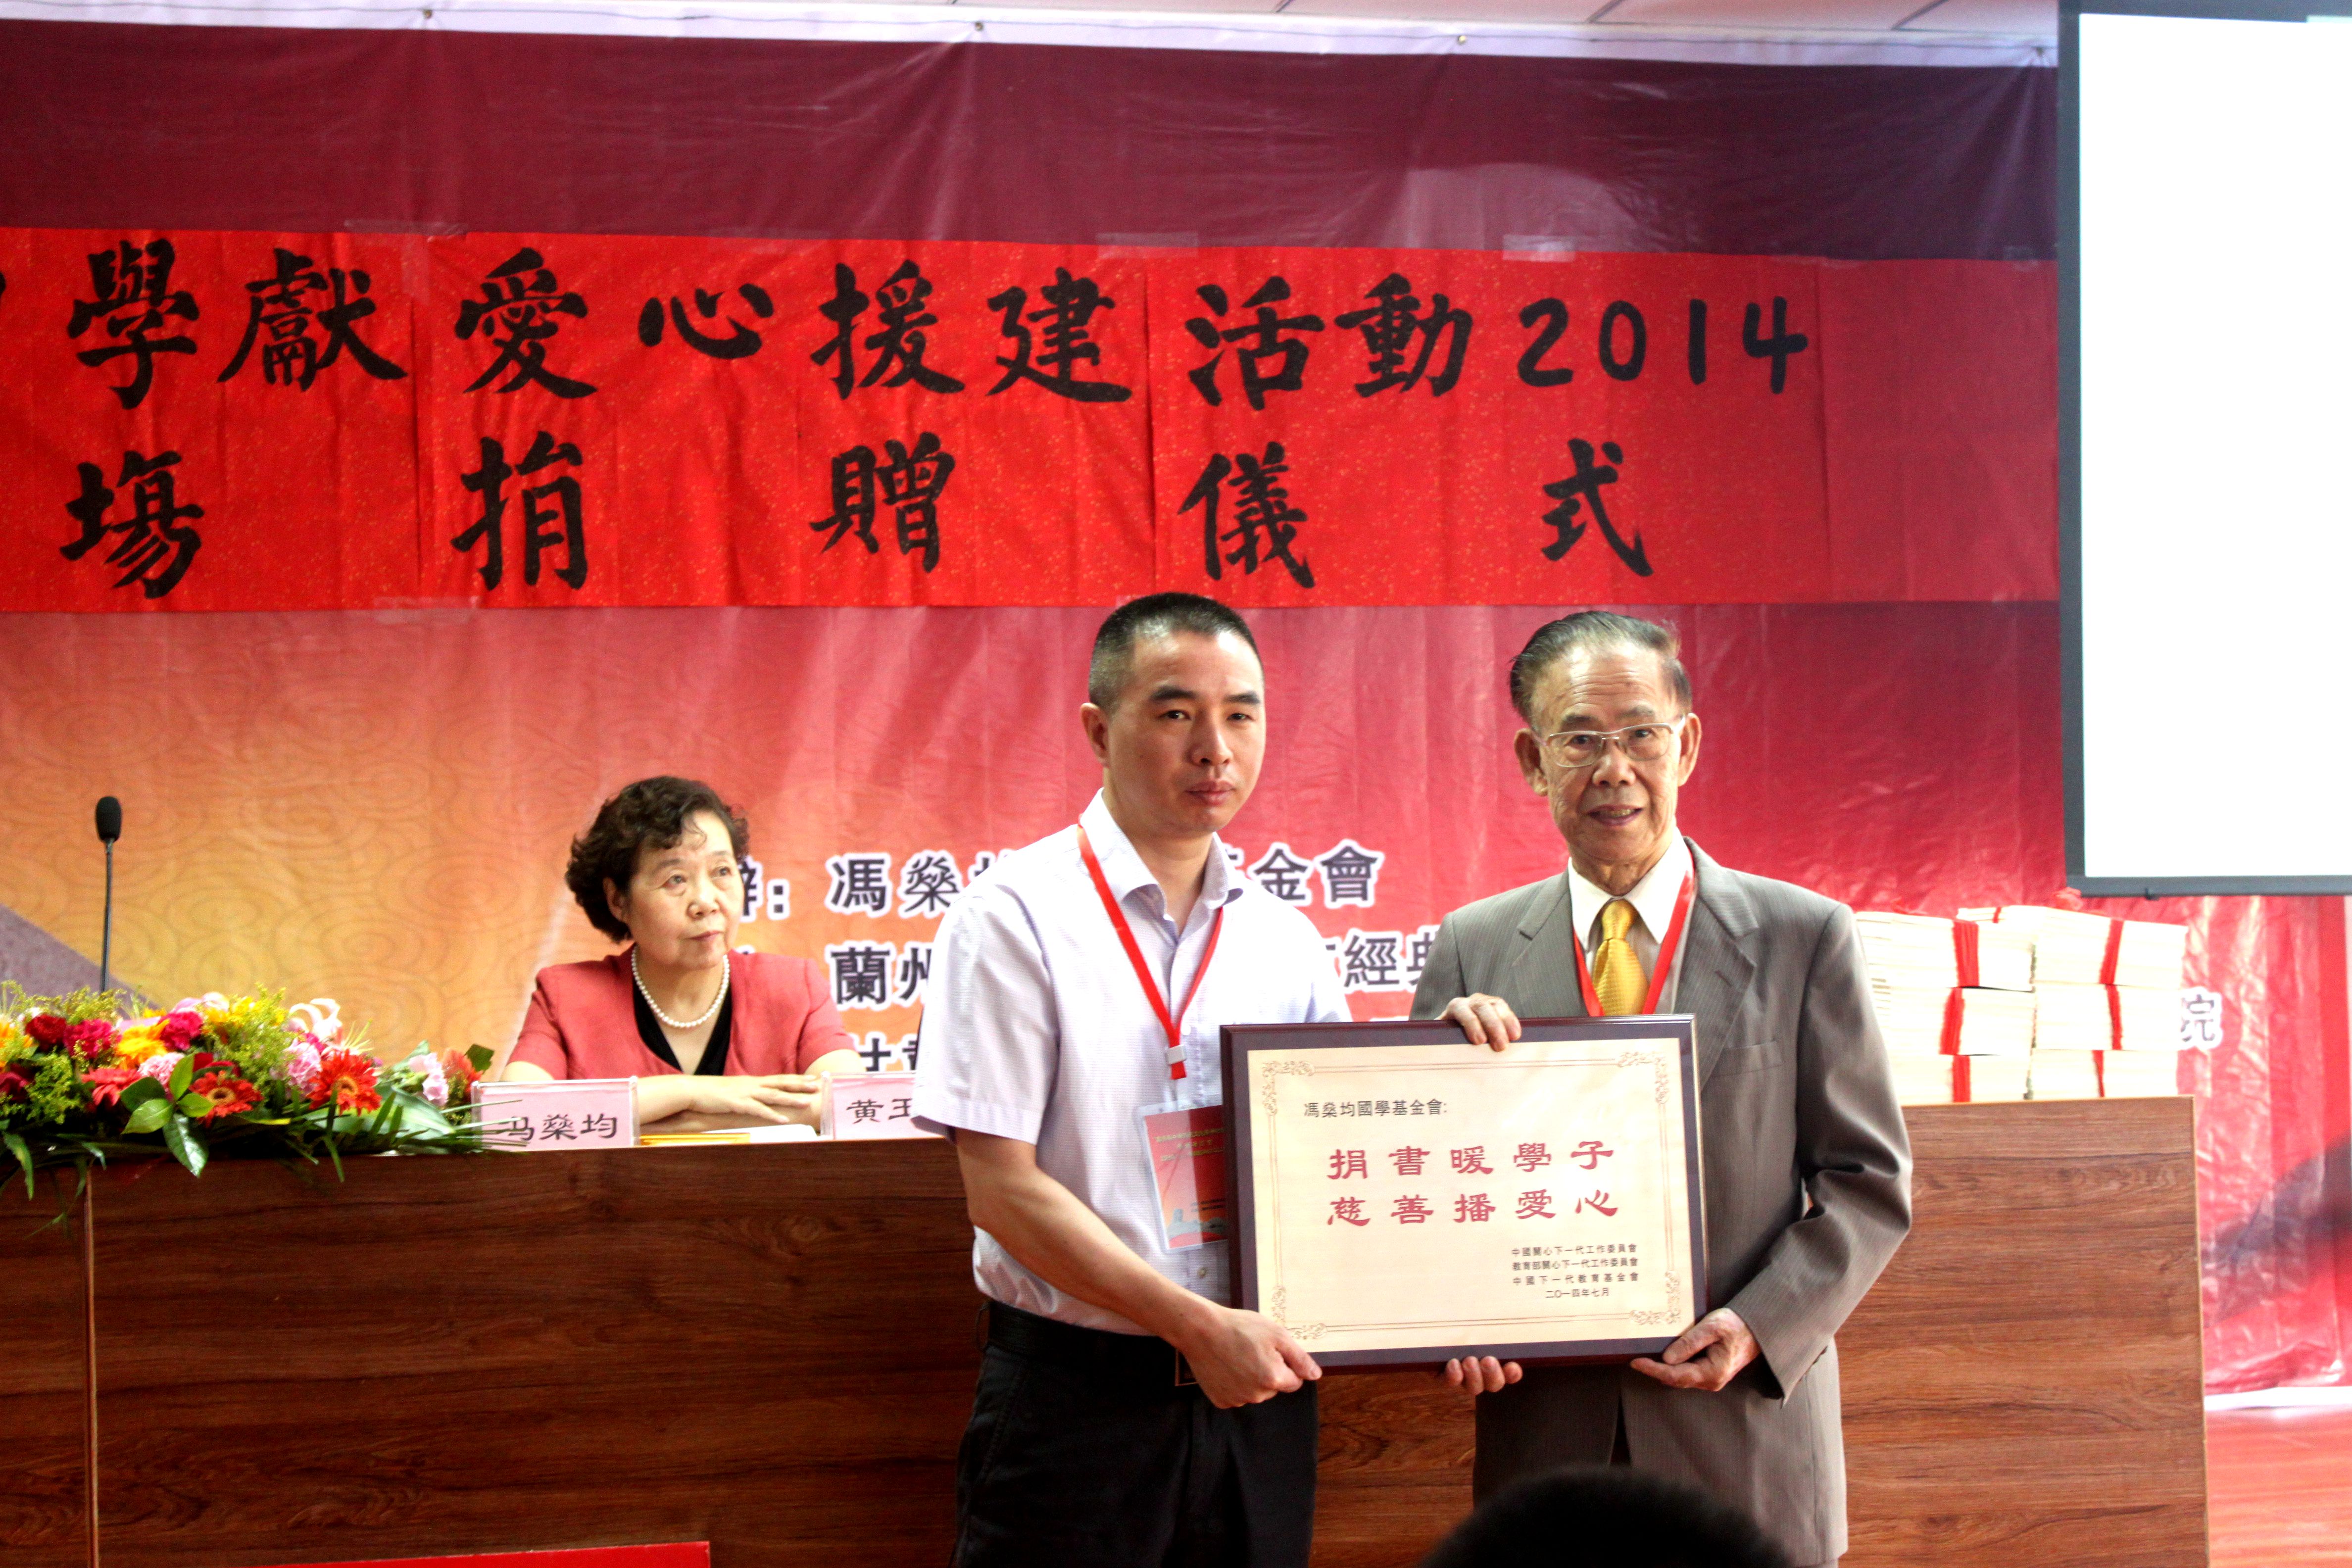 學獻愛心援建活動2014
場捐贈儀式
辦:馮燊均 基金會
蘭州 經典
院
冯燊均
黄玉
馮燊均國學基金會:
捐書暖學子
慈善播愛心
中國關心下一代工作委員會
教育部關心下一代工作委員會
中國下一代教育基金會
二〇一四年七月